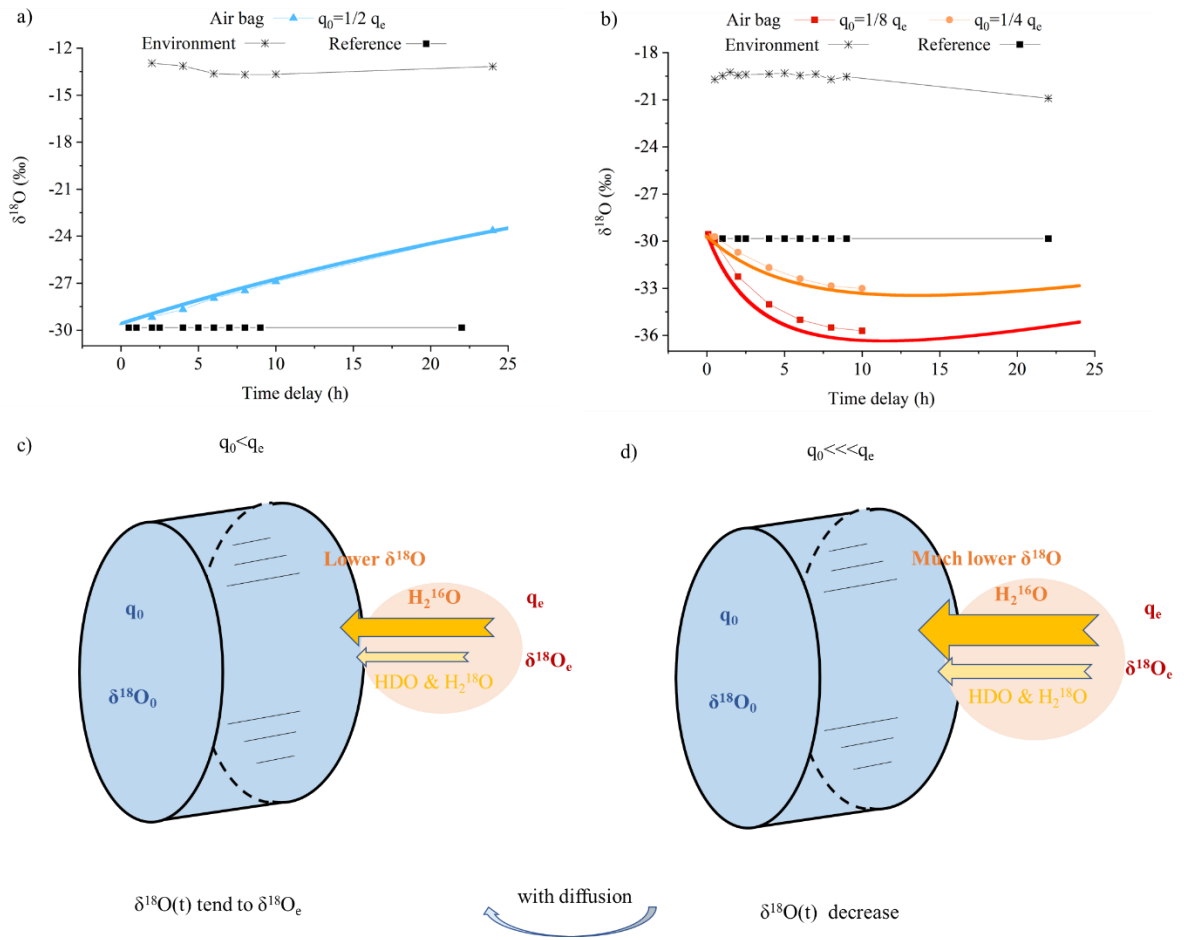 a)
Air bag q₀=1/2 qₑ
Environment Reference
-12
-15
-18
-21
-24
-27
-30
δ¹⁸O (‰)
0 5 10 15 20 25
Time delay (h)
b)
Air bag q₀=1/8 qₑ q₀=1/4 qₑ
Environment Reference
-18
-21
-24
-27
-30
-33
-36
δ¹⁸O (‰)
0 5 10 15 20 25
Time delay (h)
c)
q₀<qₑ
Lower δ¹⁸O
H₂¹⁶O
q₀
qₑ
δ¹⁸Oₑ
HDO & H₂¹⁸O
δ¹⁸O₀
δ¹⁸O(t) tend to δ¹⁸Oₑ
with diffusion
d)
q₀<<<qₑ
Much lower δ¹⁸O
H₂¹⁶O
q₀
qₑ
δ¹⁸Oₑ
HDO & H₂¹⁸O
δ¹⁸O₀
δ¹⁸O(t) decrease